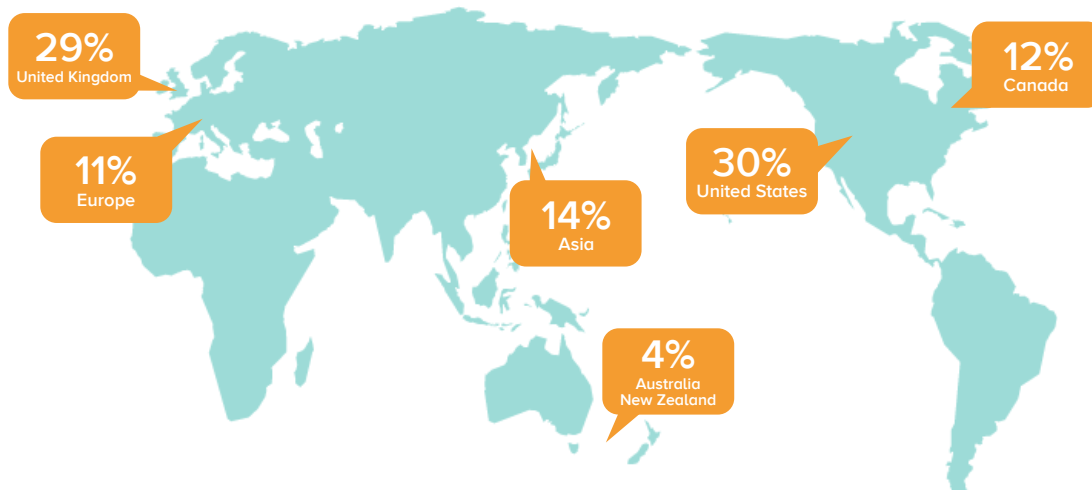 29%
United Kingdom
12%
Canada
11%
Europe
30%
United States
14%
Asia
4%
Australia
New Zealand